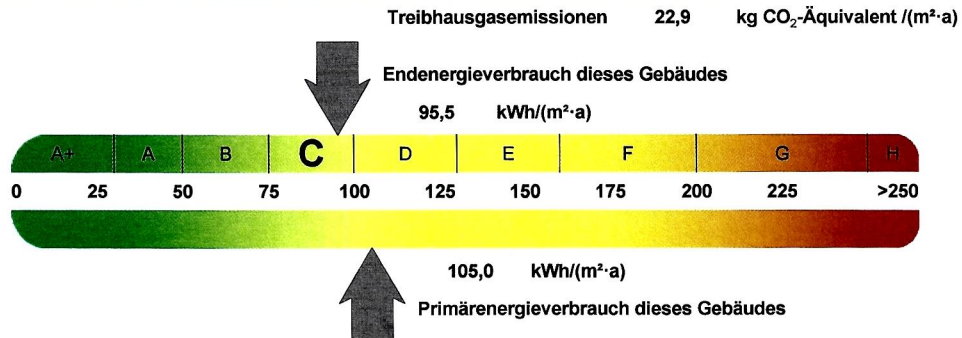 Treibhausgasemissionen 22,9 kg CO₂-Äquivalent /(m²·a)
Endenergieverbrauch dieses Gebäudes
95,5 kWh/(m²·a)
A+ A B C D E F G H
0 25 50 75 100 125 150 175 200 225 >250
105,0 kWh/(m²·a)
Primärenergieverbrauch dieses Gebäudes